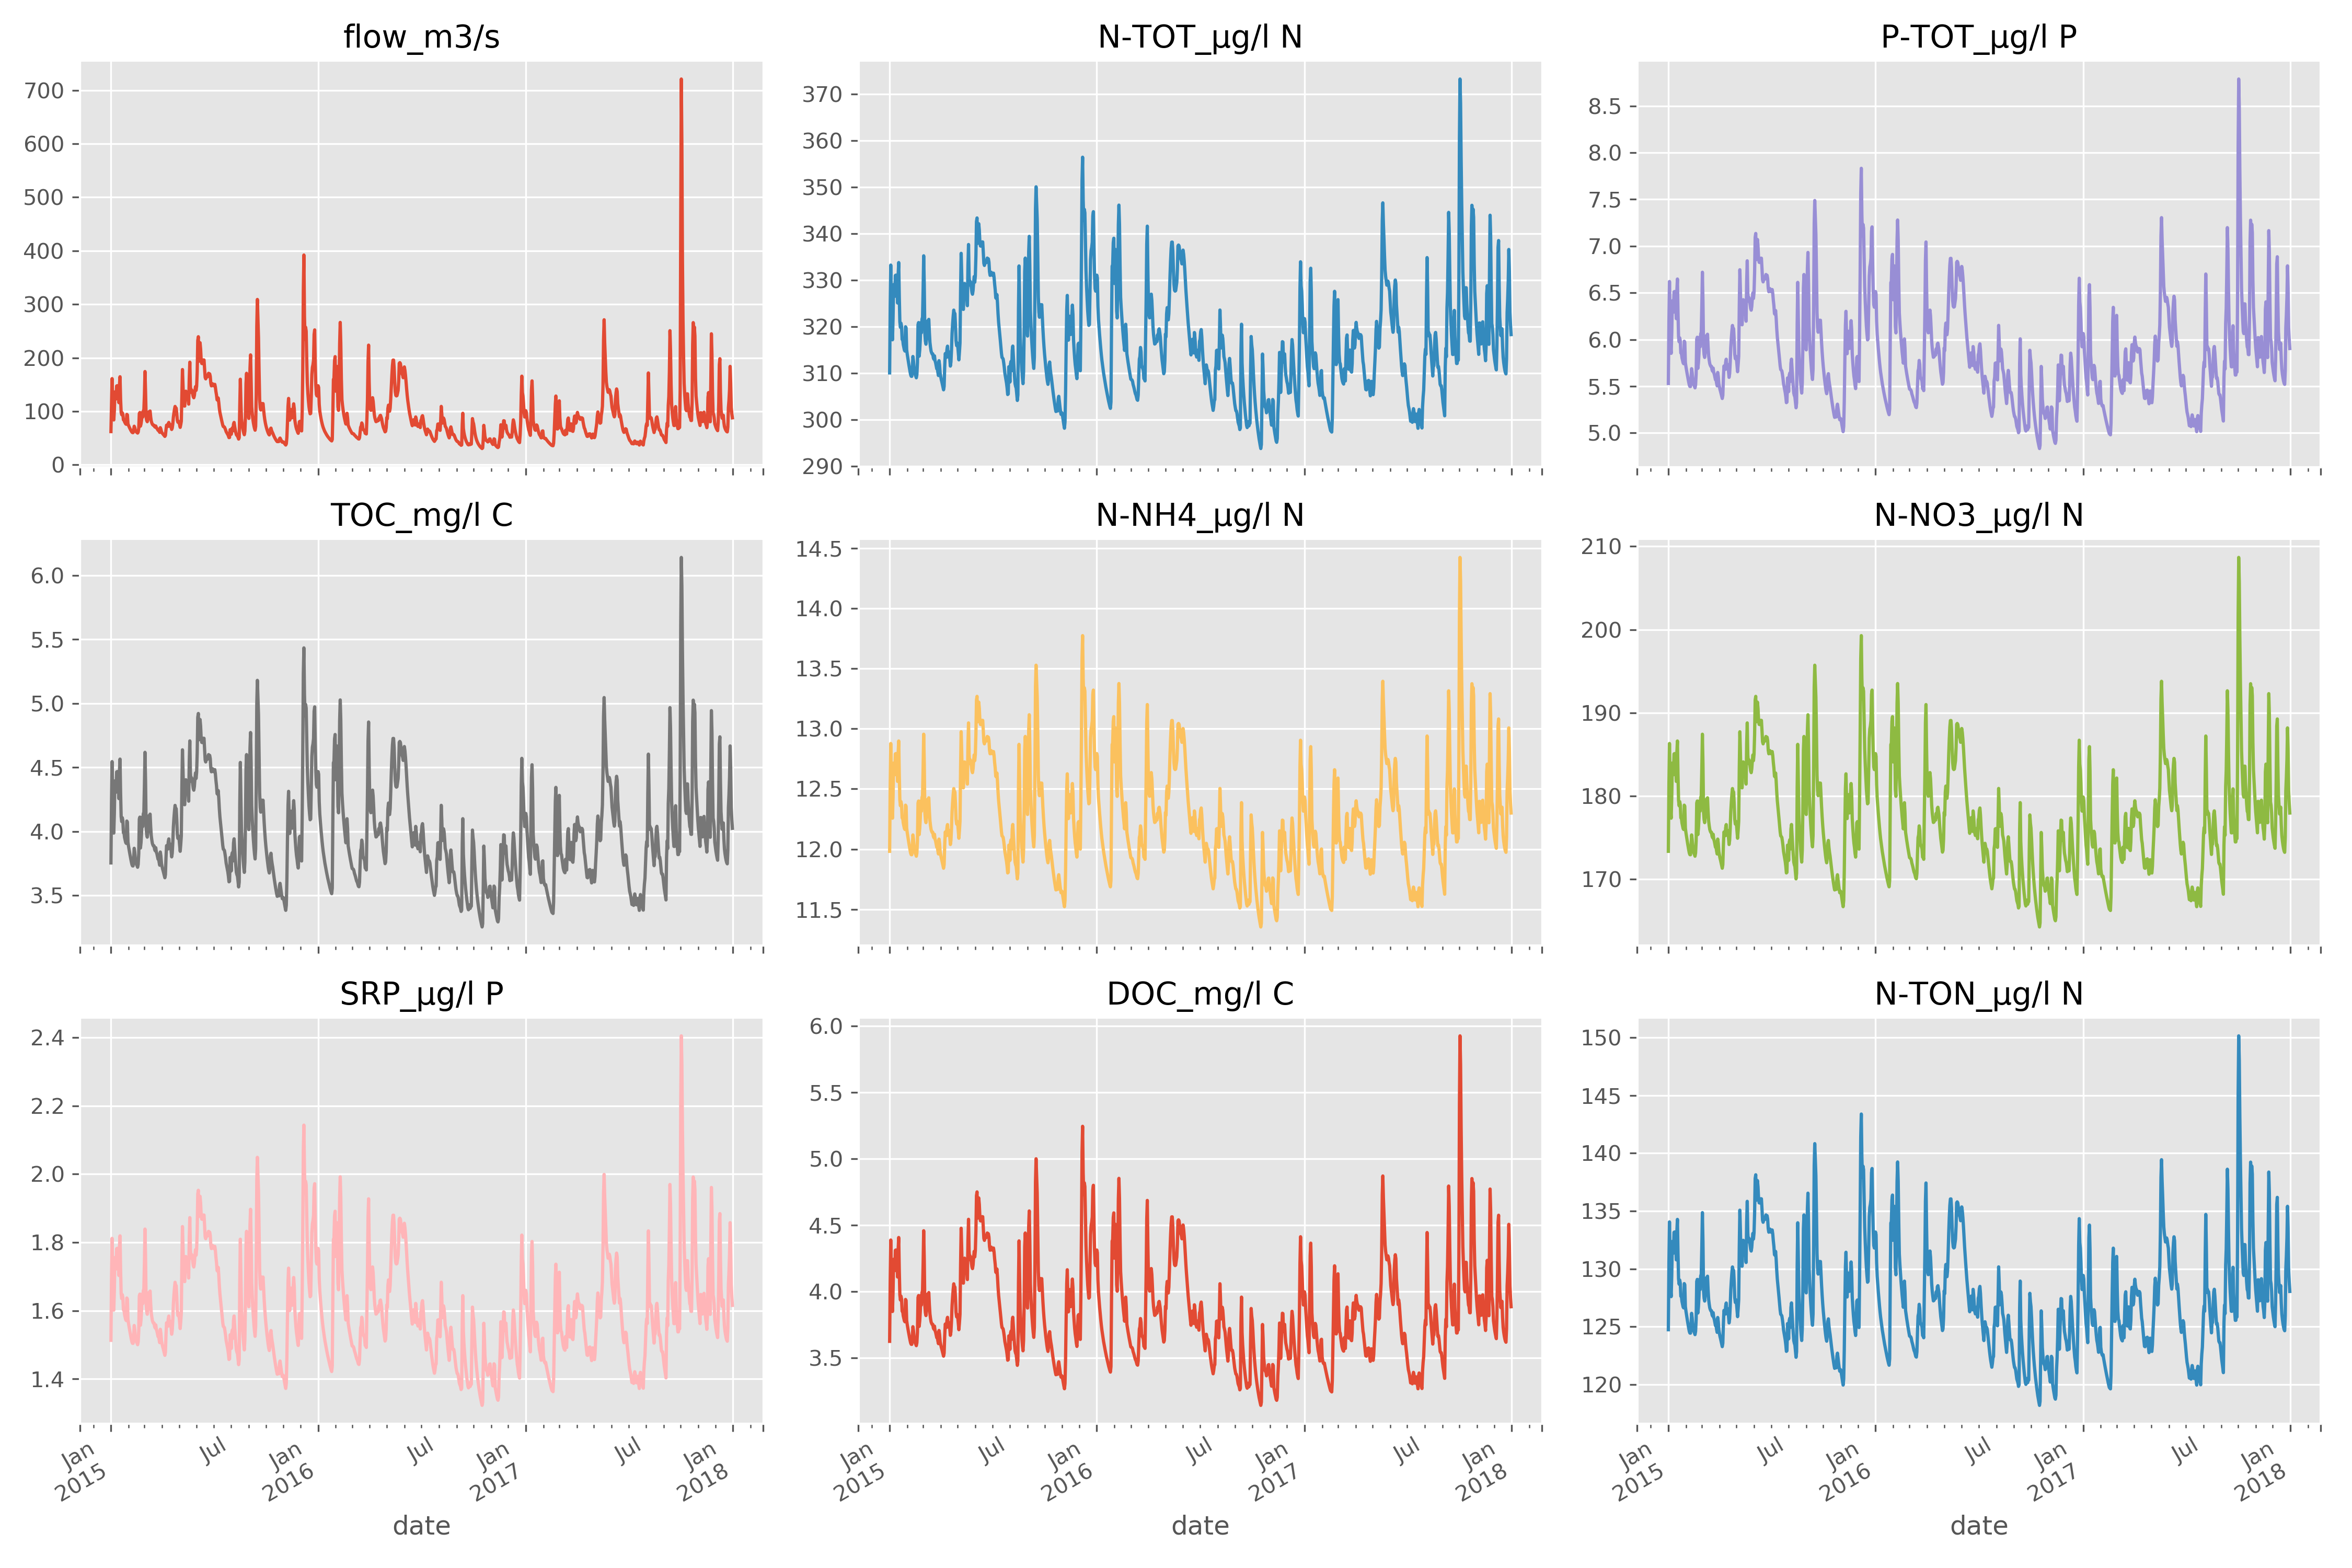 flow_m3/s
700
600
500
400
300
200
100
0
N-TOT_µg/l N
370
360
350
340
330
320
310
300
290
P-TOT_µg/l P
8.5
8.0
7.5
7.0
6.5
6.0
5.5
5.0
TOC_mg/l C
6.0
5.5
5.0
4.5
4.0
3.5
N-NH4_µg/l N
14.5
14.0
13.5
13.0
12.5
12.0
11.5
N-NO3_µg/l N
210
200
190
180
170
SRP_µg/l P
2.4
2.2
2.0
1.8
1.6
1.4
Jan
2015
Jul
Jan
2016
Jul
Jan
2017
Jul
Jan
2018
date
DOC_mg/l C
6.0
5.5
5.0
4.5
4.0
3.5
Jan
2015
Jul
Jan
2016
Jul
Jan
2017
Jul
Jan
2018
date
N-TON_µg/l N
150
145
140
135
130
125
120
Jan
2015
Jul
Jan
2016
Jul
Jan
2017
Jul
Jan
2018
date